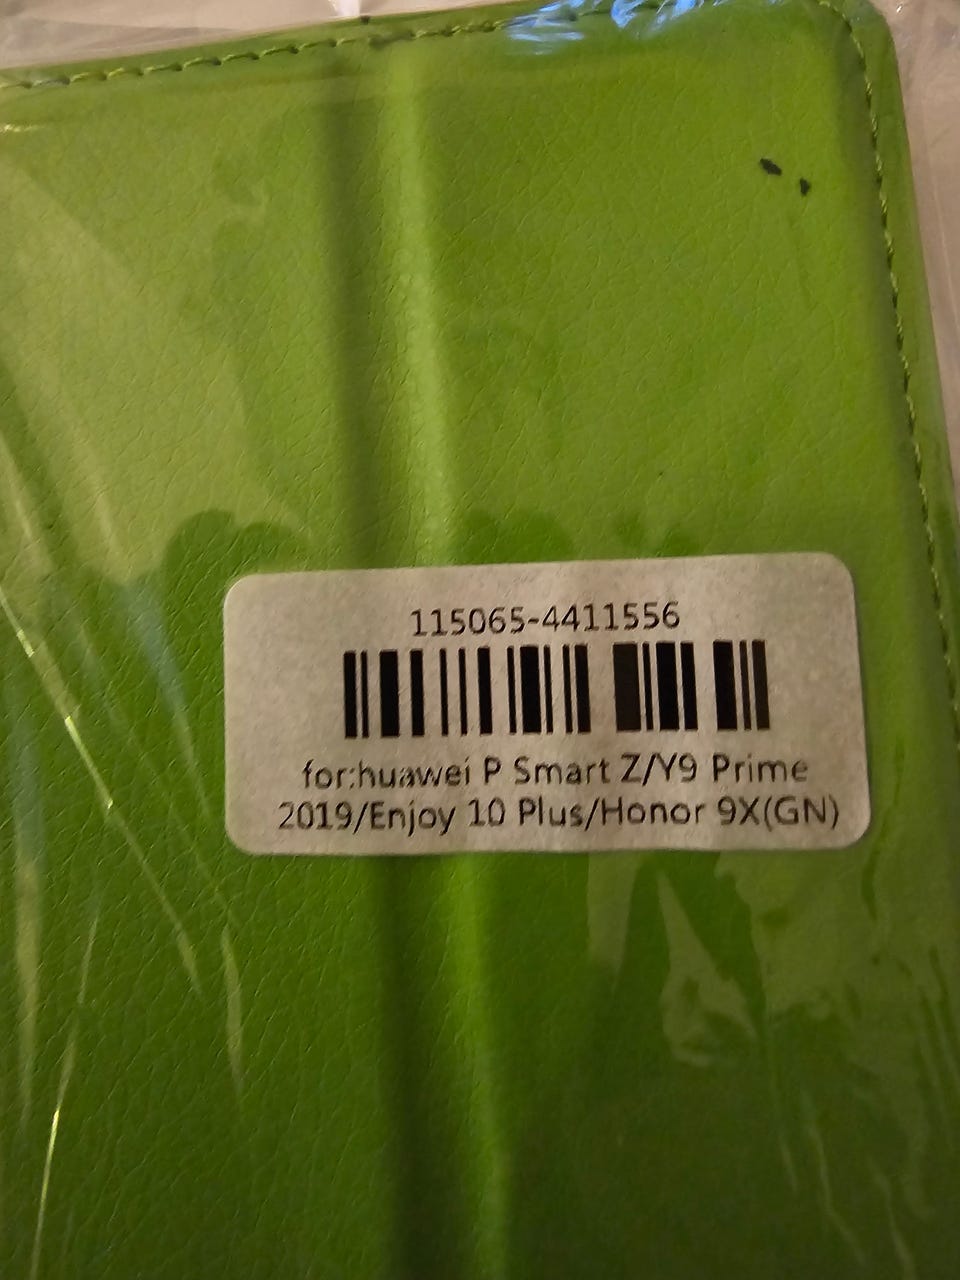 115065-4411556
for:huawei P Smart Z/Y9 Prime
2019/Enjoy 10 Plus/Honor 9X(GN)